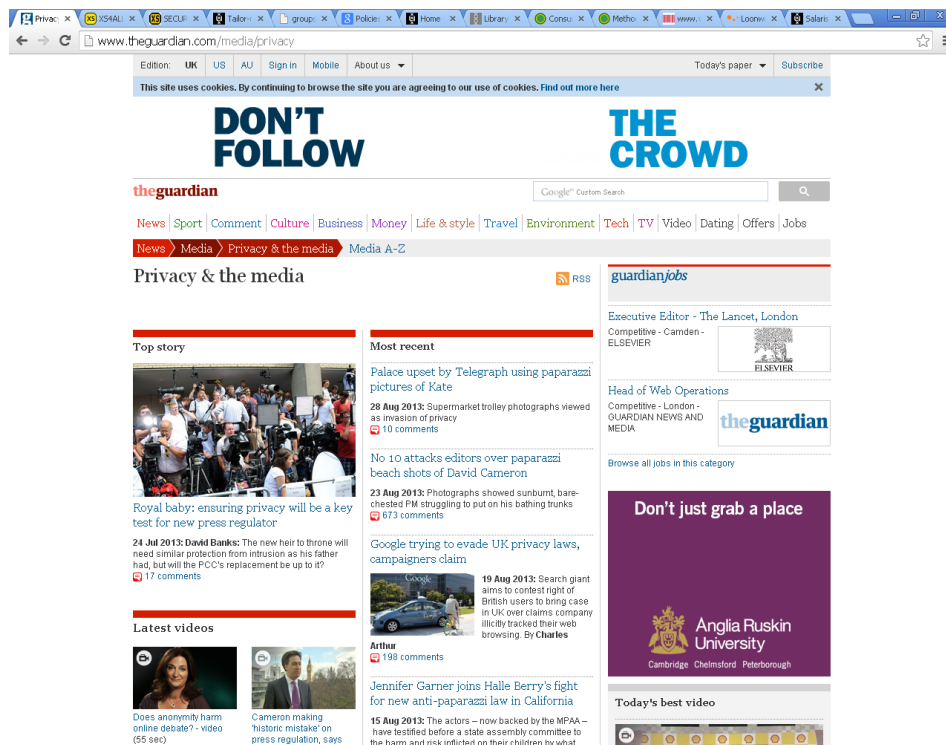 Privacy
XS4AL
SECUR
Tailor-
group
Policie
Home
Library
Consu
Metho
www.
Loonw
Salaris
www.theguardian.com/media/privacy
Edition: UK US AU Sign in Mobile About us Today's paper Subscribe
This site uses cookies. By continuing to browse the site you are agreeing to our use of cookies. Find out more here
DON'T
FOLLOW
THE
CROWD
theguardian
Google™ Custom Search
News Sport Comment Culture Business Money Life & style Travel Environment Tech TV Video Dating Offers Jobs
News Media Privacy & the media Media A-Z
Privacy & the media
RSS
Top story
Royal baby: ensuring privacy will be a key
test for new press regulator
24 Jul 2013: David Banks: The new heir to throne will
need similar protection from intrusion as his father
had, but will the PCC's replacement be up to it?
17 comments
Latest videos
Does anonymity harm
online debate? - video
(55 sec)
Cameron making
'historic mistake' on
press regulation, says
Most recent
Palace upset by Telegraph using paparazzi
pictures of Kate
28 Aug 2013: Supermarket trolley photographs viewed
as invasion of privacy
10 comments
No 10 attacks editors over paparazzi
beach shots of David Cameron
23 Aug 2013: Photographs showed sunburnt, bare-
chested PM struggling to put on his bathing trunks
673 comments
Google trying to evade UK privacy laws,
campaigners claim
Google
19 Aug 2013: Search giant
aims to contest right of
British users to bring case
in UK over claims company
illicitly tracked their web
browsing. By Charles
Arthur
198 comments
Jennifer Garner joins Halle Berry's fight
for new anti-paparazzi law in California
15 Aug 2013: The actors – now backed by the MPAA –
have testified before a state assembly committee to
the harm and risk inflicted on their children by what
guardianjobs
Executive Editor - The Lancet, London
Competitive - Camden -
ELSEVIER
ELSEVIER
Head of Web Operations
Competitive - London -
GUARDIAN NEWS AND
MEDIA
theguardian
Browse all jobs in this category
Don't just grab a place
Anglia Ruskin
University
Cambridge Chelmsford Peterborough
Today's best video